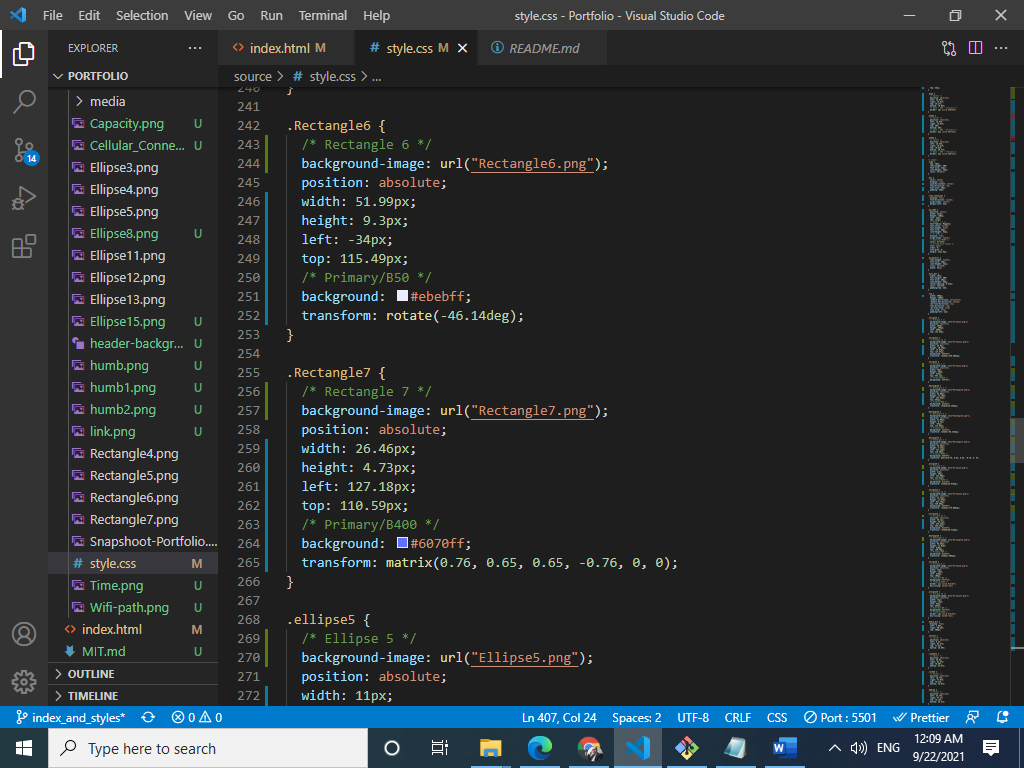 File Edit Selection View Go Run Terminal Help style.css - Portfolio - Visual Studio Code
EXPLORER
PORTFOLIO
media
Capacity.png U
Cellular_Conne... U
Ellipse3.png
Ellipse4.png
Ellipse5.png
Ellipse8.png U
Ellipse11.png
Ellipse12.png
Ellipse13.png
Ellipse15.png U
header-backgr... U
humb.png U
humb1.png U
humb2.png U
link.png U
Rectangle4.png
Rectangle5.png
Rectangle6.png
Rectangle7.png
Snapshoot-Portfolio....
# style.css M
Time.png U
Wifi-path.png U
<> index.html M
MIT.md U
OUTLINE
TIMELINE
14
<> index.html M # style.css M README.md
source > # style.css > ...
240 }
241
242 .Rectangle6 {
243 /* Rectangle 6 */
244 background-image: url("Rectangle6.png");
245 position: absolute;
246 width: 51.99px;
247 height: 9.3px;
248 left: -34px;
249 top: 115.49px;
250 /* Primary/B50 */
251 background: #ebebff;
252 transform: rotate(-46.14deg);
253 }
254
255 .Rectangle7 {
256 /* Rectangle 7 */
257 background-image: url("Rectangle7.png");
258 position: absolute;
259 width: 26.46px;
260 height: 4.73px;
261 left: 127.18px;
262 top: 110.59px;
263 /* Primary/B400 */
264 background: #6070ff;
265 transform: matrix(0.76, 0.65, 0.65, -0.76, 0, 0);
266 }
267
268 .ellipse5 {
269 /* Ellipse 5 */
270 background-image: url("Ellipse5.png");
271 position: absolute;
272 width: 11px;
index_and_styles* 0 0 Ln 407, Col 24 Spaces: 2 UTF-8 CRLF CSS Port : 5501 Prettier
Type here to search
ENG
12:09 AM
9/22/2021